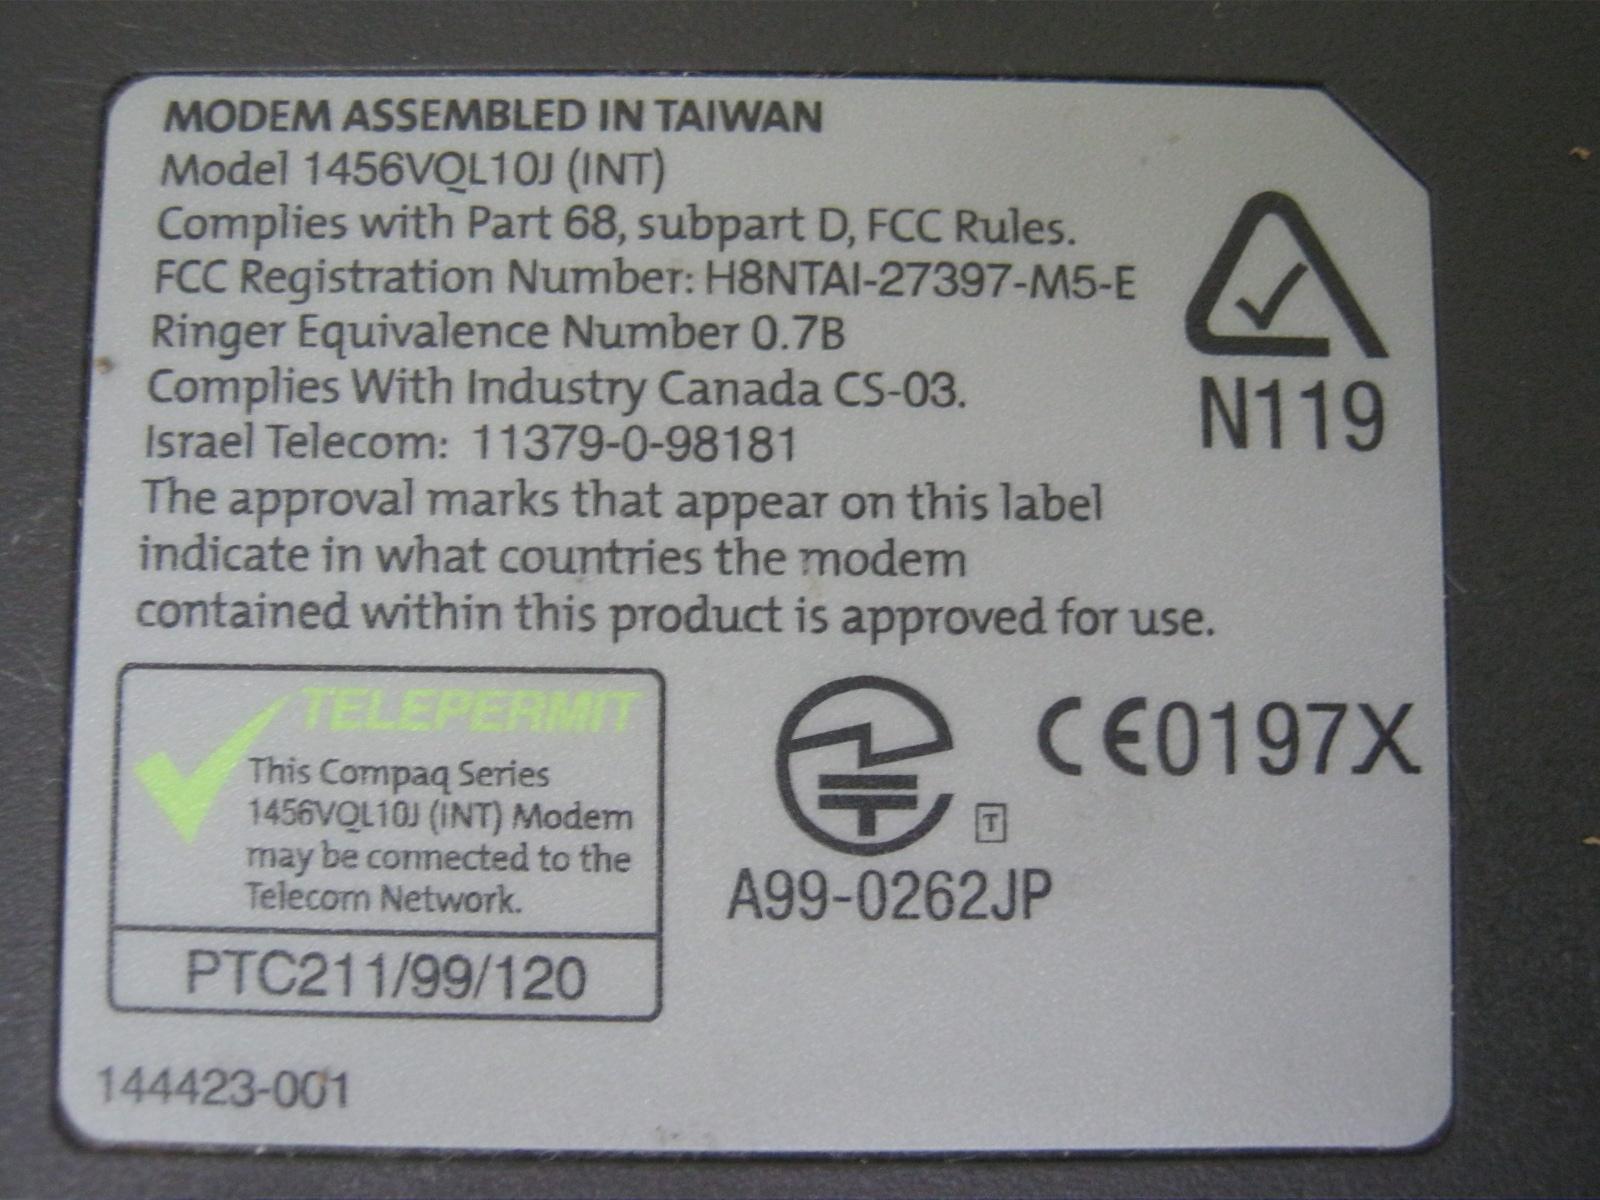 MODEM ASSEMBLED IN TAIWAN
Model 1456VQL10J (INT)
Complies with Part 68, subpart D, FCC Rules.
FCC Registration Number: H8NTAI-27397-M5-E
Ringer Equivalence Number 0.7B
Complies With Industry Canada CS-03.
Israel Telecom: 11379-0-98181
The approval marks that appear on this label
indicate in what countries the modem
contained within this product is approved for use.
N119
TELEPERMIT
This Compaq Series
1456VQL10J (INT) Modem
may be connected to the
Telecom Network.
PTC211/99/120
T
A99-0262JP
CE0197X
144423-001